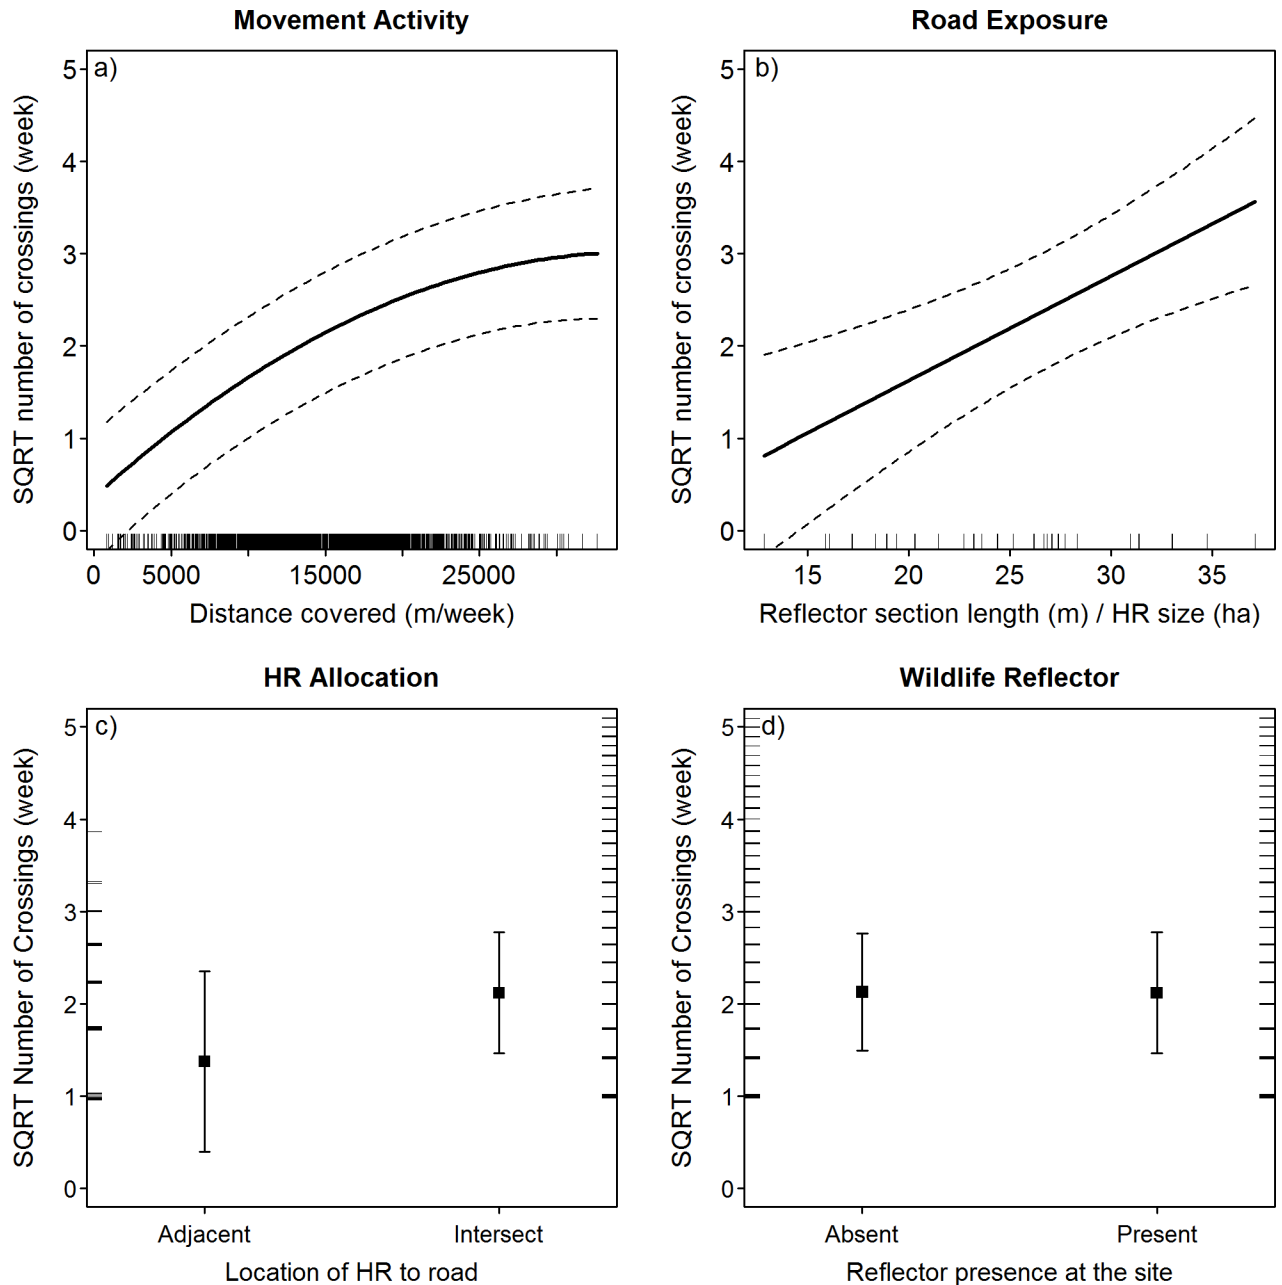 Movement Activity
a)
SQRT number of crossings (week)
5
4
3
2
1
0
0 5000 15000 25000
Distance covered (m/week)
Road Exposure
b)
SQRT number of crossings (week)
5
4
3
2
1
0
15 20 25 30 35
Reflector section length (m) / HR size (ha)
HR Allocation
c)
SQRT Number of Crossings (week)
5
4
3
2
1
0
Adjacent Intersect
Location of HR to road
Wildlife Reflector
d)
SQRT Number of Crossings (week)
5
4
3
2
1
0
Absent Present
Reflector presence at the site